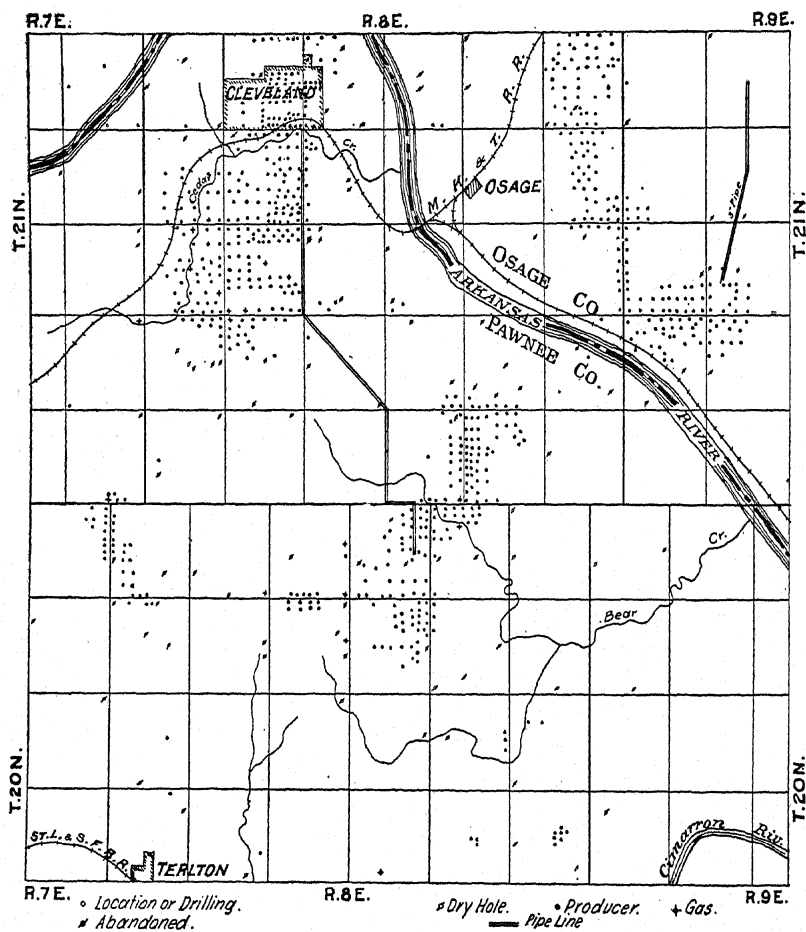 R.7E. R.8E. R.9E.
CLEVELAND
M. K. & T. R. R.
Cr.
Cedar
OSAGE
T.21N. T.21N.
OSAGE CO.
ARKANSAS RIVER
PAWNEE CO.
Cr.
Bear
T.20N. T.20N.
Cimarron Riv.
ST.L. & S.F.R.R.
TERLTON
R.7E. R.8E. R.9E.
Location or Drilling. Dry Hole. Producer. Gas.
Abandoned. Pipe Line